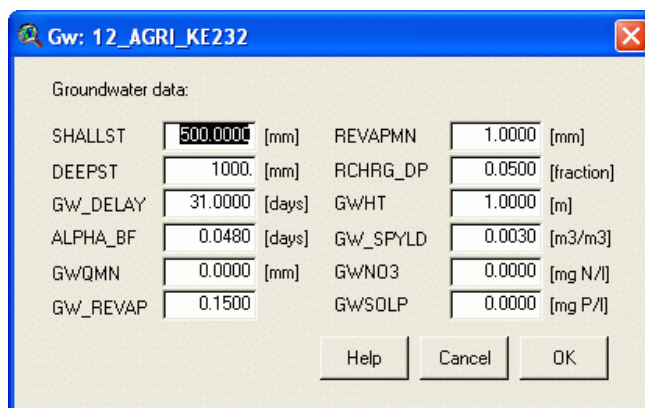 Gw: 12_AGRI_KE232
Groundwater data:
SHALLST 500.0000 [mm] REVAPMN 1.0000 [mm]
DEEPST 1000. [mm] RCHRG_DP 0.0500 [fraction]
GW_DELAY 31.0000 [days] GWHT 1.0000 [m]
ALPHA_BF 0.0480 [days] GW_SPYLD 0.0030 [m3/m3]
GWQMN 0.0000 [mm] GWNO3 0.0000 [mg N/l]
GW_REVAP 0.1500 GWSOLP 0.0000 [mg P/l]
Help Cancel OK